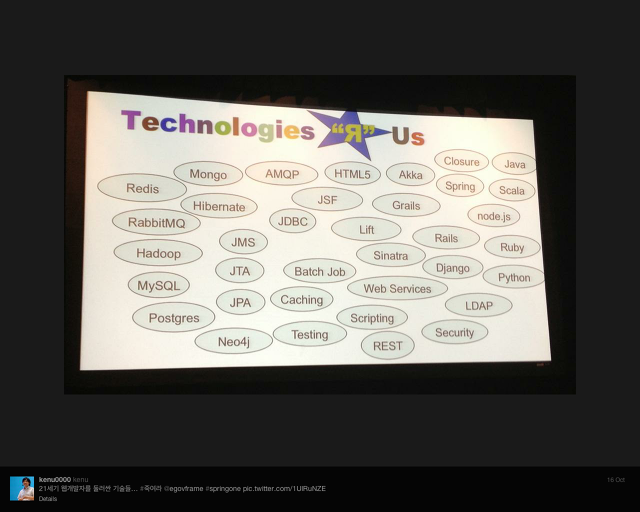 Technologies "Я" Us
Closure
Java
Mongo
AMQP
HTML5
Akka
Redis
Spring
Scala
Hibernate
JSF
Grails
RabbitMQ
JDBC
node.js
Lift
JMS
Rails
Ruby
Hadoop
Sinatra
JTA
Batch Job
Django
Python
MySQL
Web Services
JPA
Caching
LDAP
Postgres
Scripting
Neo4j
Testing
REST
Security
kenu0000 kenu
16 Oct
21세기 웹개발자를 둘러싼 기술들... #죽여라 @egovframe #springone pic.twitter.com/1UIRuNZE
Details